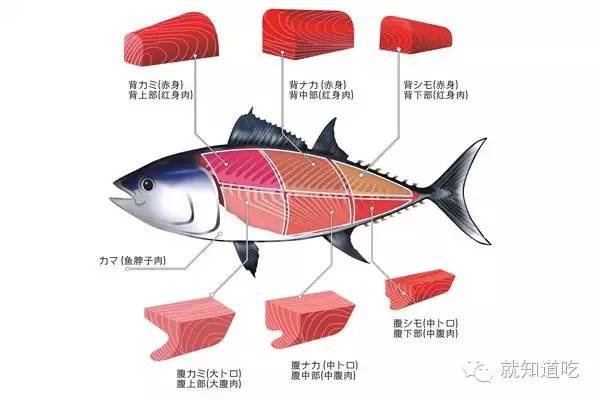 背カミ(赤身)
背上部(红身肉)
背ナカ(赤身)
背中部(红身肉)
背シモ(赤身)
背下部(红身肉)
カマ(鱼脖子肉)
腹カミ(大トロ)
腹上部(大腹肉)
腹ナカ(中トロ)
腹中部(中腹肉)
腹シモ(中トロ)
腹下部(中腹肉)
就知道吃